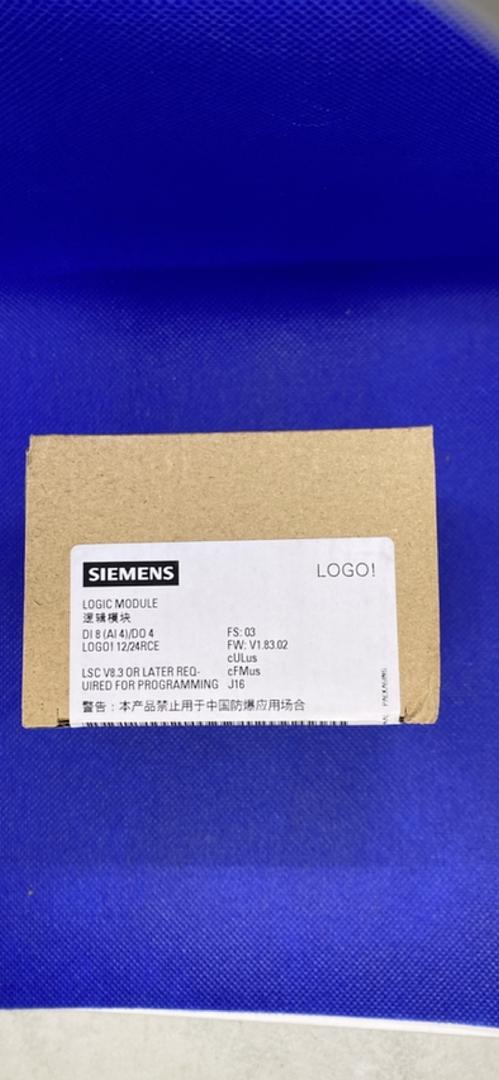 SIEMENS
LOGO!
LOGIC MODULE
逻辑模块
DI 8 (AI 4)/DO 4
LOGO! 12/24RCE
FS: 03
FW: V1.83.02
cULus
LSC V8.3 OR LATER REQ-
cFMus
UIRED FOR PROGRAMMING
J16
警告：本产品禁止用于中国防爆应用场合
PACKAGING